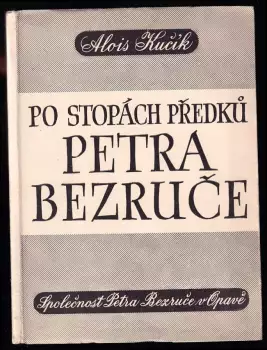 Alois Kučík
PO STOPÁCH PŘEDKŮ
PETRA
BEZRUČE
Společnost Petra Bezruče v Opavě